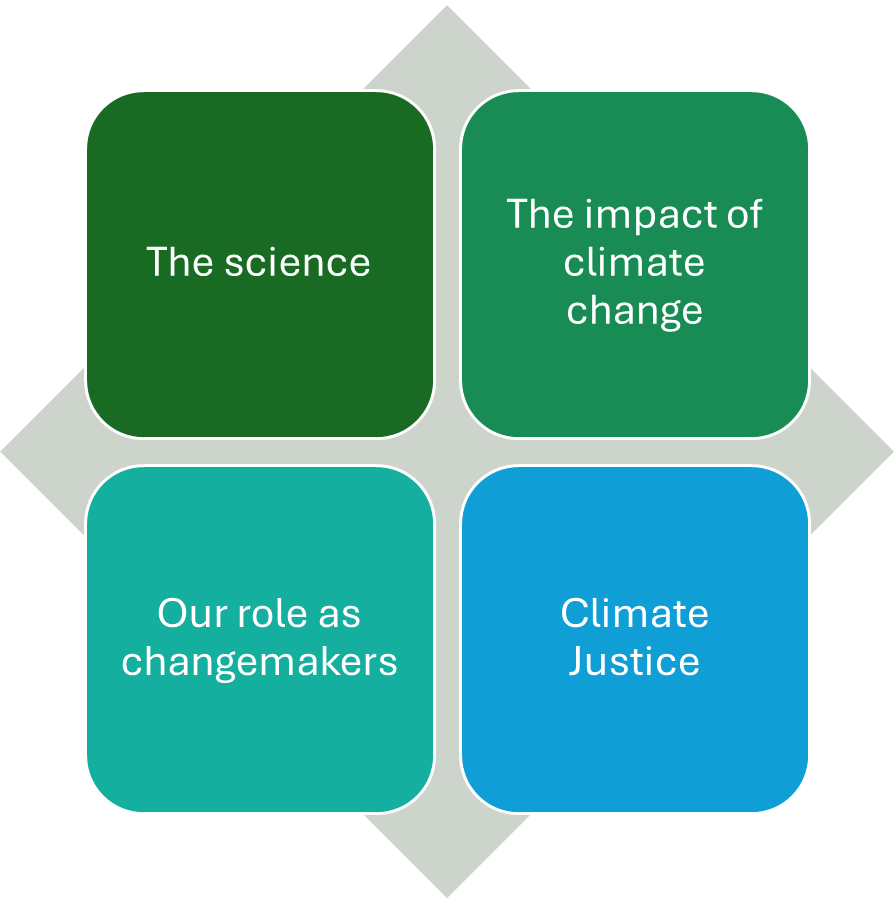 The science
The impact of
climate
change
Our role as
changemakers
Climate
Justice